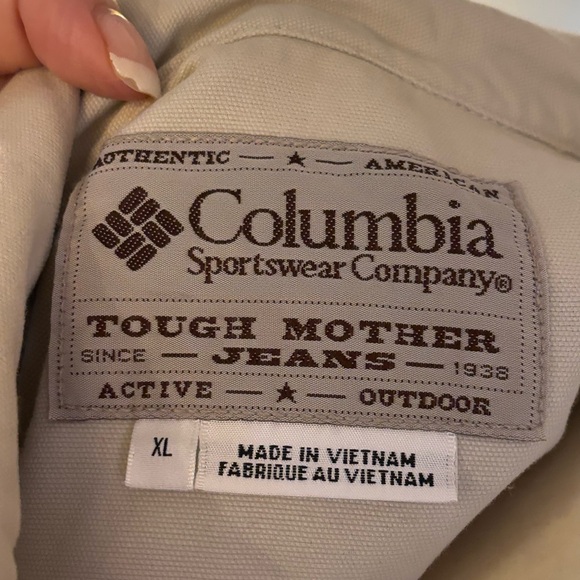 AUTHENTIC — ★ — AMERICAN
Columbia
Sportswear Company®
TOUGH MOTHER
SINCE — JEANS — 1938
ACTIVE — ★ — OUTDOOR
XL
MADE IN VIETNAM
FABRIQUE AU VIETNAM